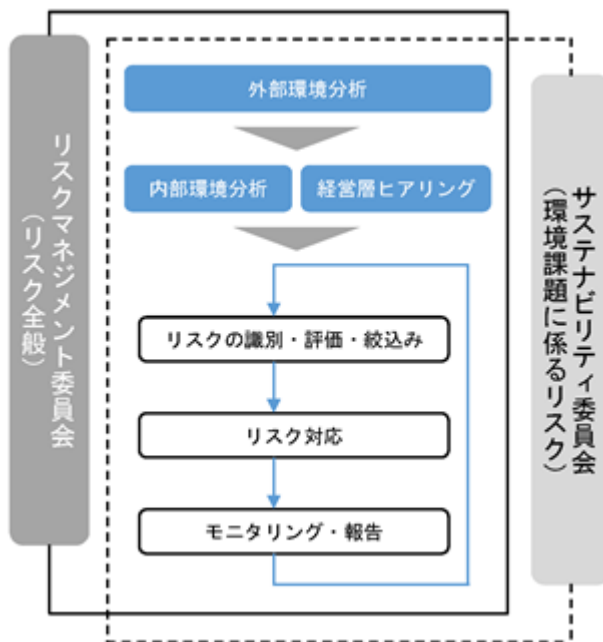 リスクマネジメント委員会
（リスク全般）
外部環境分析
内部環境分析
経営層ヒアリング
リスクの識別・評価・絞込み
リスク対応
モニタリング・報告
サステナビリティ委員会
（環境課題に係るリスク）